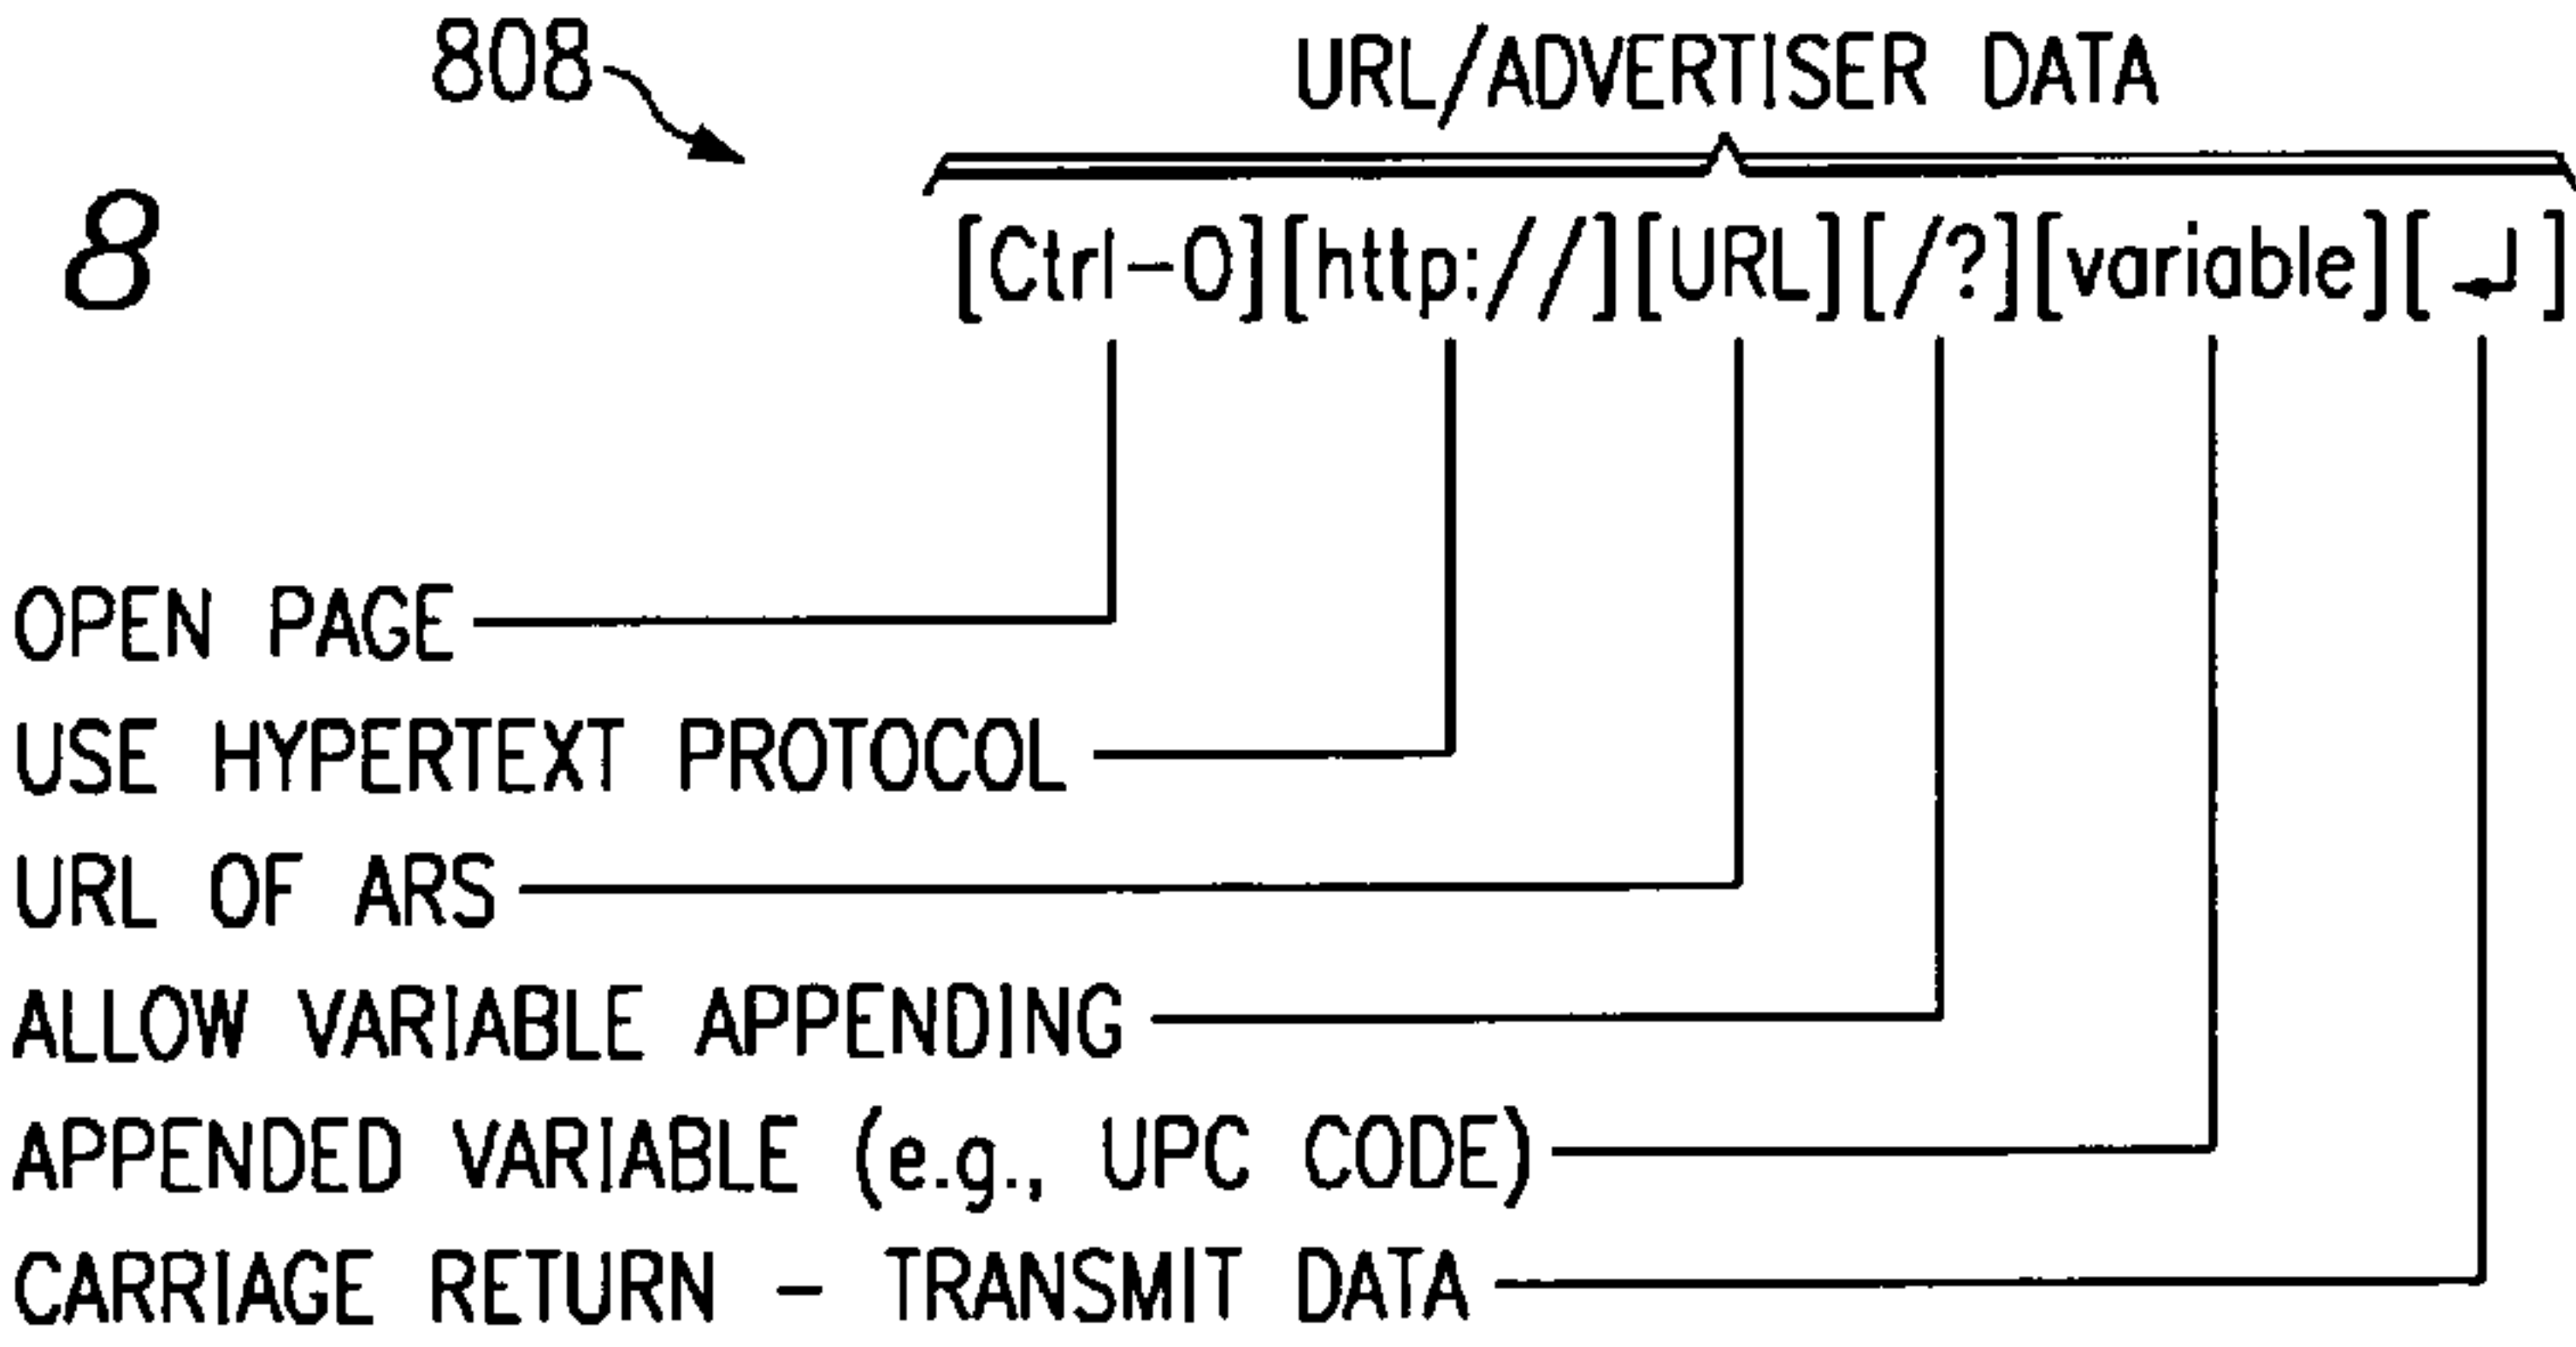 808
URL/ADVERTISER DATA
8
[Ctrl-O][http://][URL][/?][variable][↵]
OPEN PAGE
USE HYPERTEXT PROTOCOL
URL OF ARS
ALLOW VARIABLE APPENDING
APPENDED VARIABLE (e.g., UPC CODE)
CARRIAGE RETURN - TRANSMIT DATA